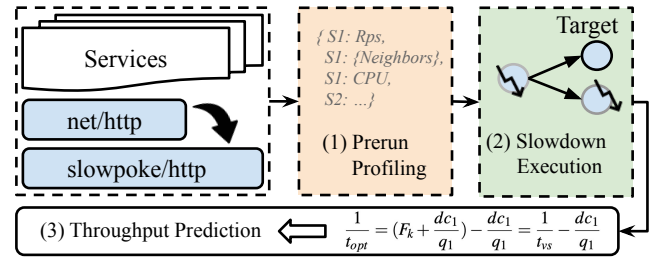 Services
net/http
slowpoke/http
{ S1: Rps,
S1: {Neighbors},
S1: CPU,
S2: ...}
(1) Prerun
Profiling
Target
(2) Slowdown
Execution
(3) Throughput Prediction
1/t_opt = (F_k + dc_1/q_1) − dc_1/q_1 = 1/t_vs − dc_1/q_1